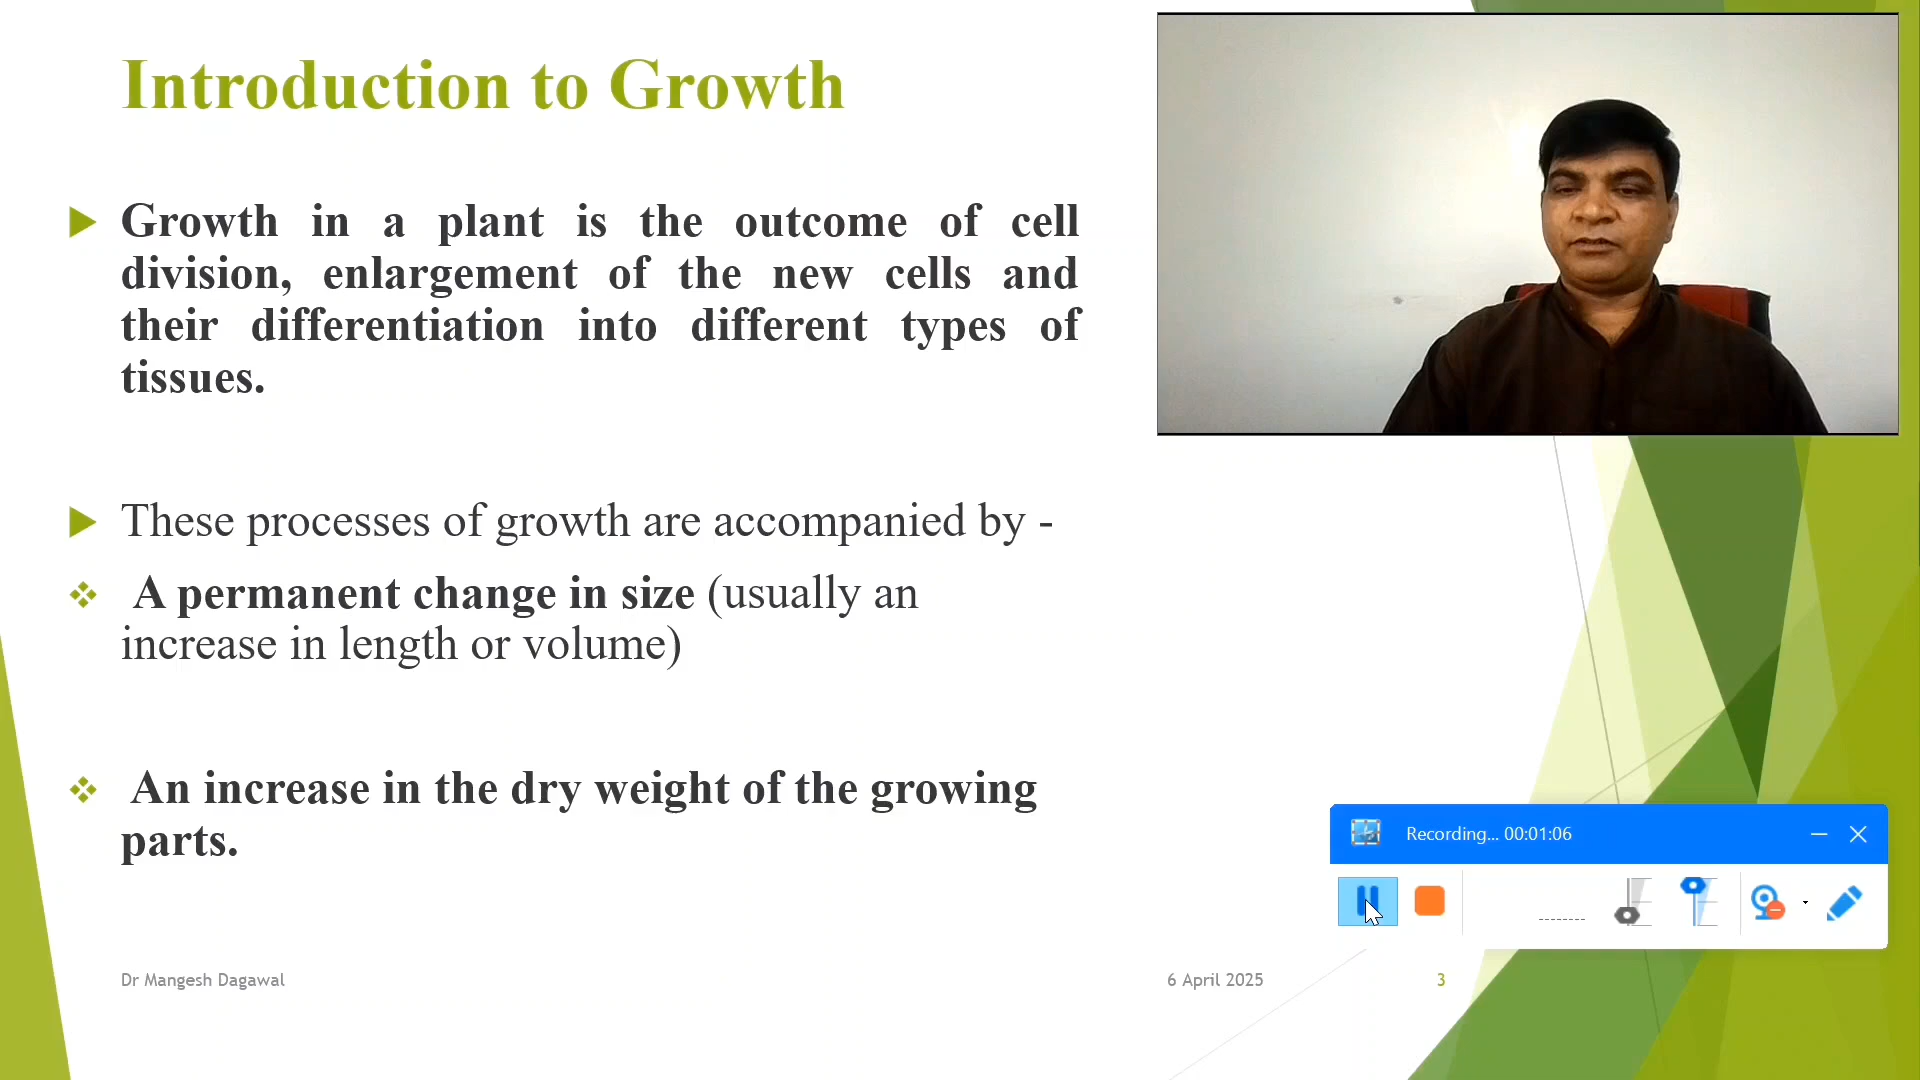 Introduction to Growth
Growth in a plant is the outcome of cell
division, enlargement of the new cells and
their differentiation into different types of
tissues.
These processes of growth are accompanied by -
A permanent change in size (usually an
increase in length or volume)
An increase in the dry weight of the growing
parts.
Recording... 00:01:06
Dr Mangesh Dagawal
6 April 2025
3